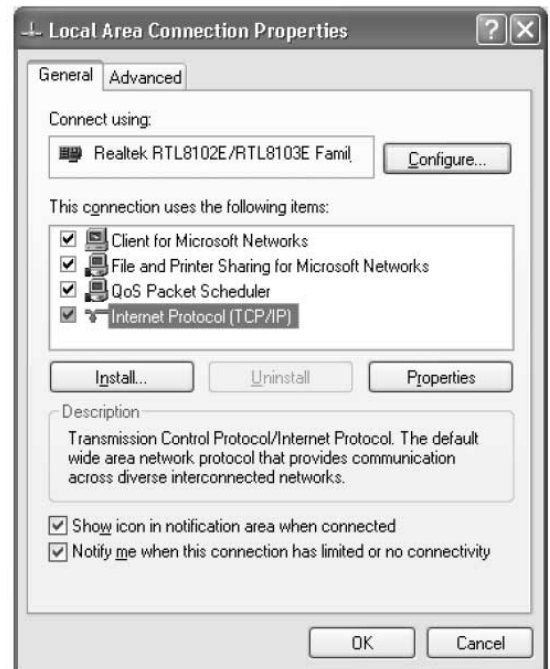 Local Area Connection Properties
General Advanced
Connect using:
Realtek RTL8102E/RTL8103E Famil
Configure...
This connection uses the following items:
Client for Microsoft Networks
File and Printer Sharing for Microsoft Networks
QoS Packet Scheduler
Internet Protocol (TCP/IP)
Install... Uninstall Properties
Description
Transmission Control Protocol/Internet Protocol. The default
wide area network protocol that provides communication
across diverse interconnected networks.
Show icon in notification area when connected
Notify me when this connection has limited or no connectivity
OK Cancel